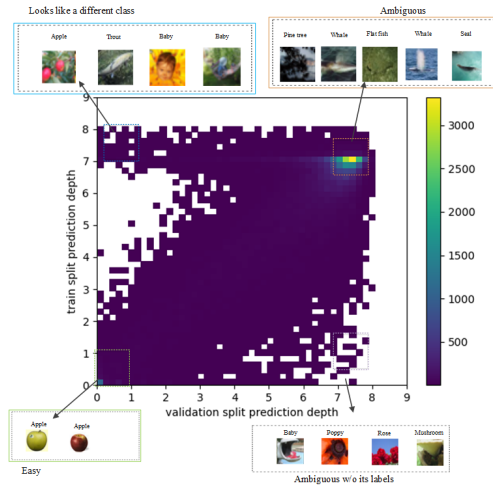 Looks like a different class
Ambiguous
Apple Trout Baby Baby
Pine tree Whale Flat fish Whale Seal
9
8
7
6
5
4
3
2
1
0
train split prediction depth
0 1 2 3 4 5 6 7 8 9
validation split prediction depth
3000
2500
2000
1500
1000
500
Apple Apple
Easy
Baby Poppy Rose Mushroom
Ambiguous w/o its labels